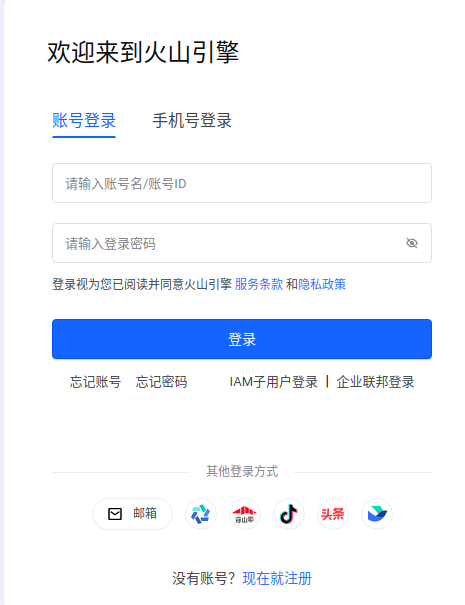 欢迎来到火山引擎
账号登录 手机号登录
请输入账号名/账号ID
请输入登录密码
登录视为您已阅读并同意火山引擎 服务条款 和隐私政策
登录
忘记账号 忘记密码 IAM子用户登录 | 企业联邦登录
其他登录方式
邮箱 头条
没有账号？现在就注册